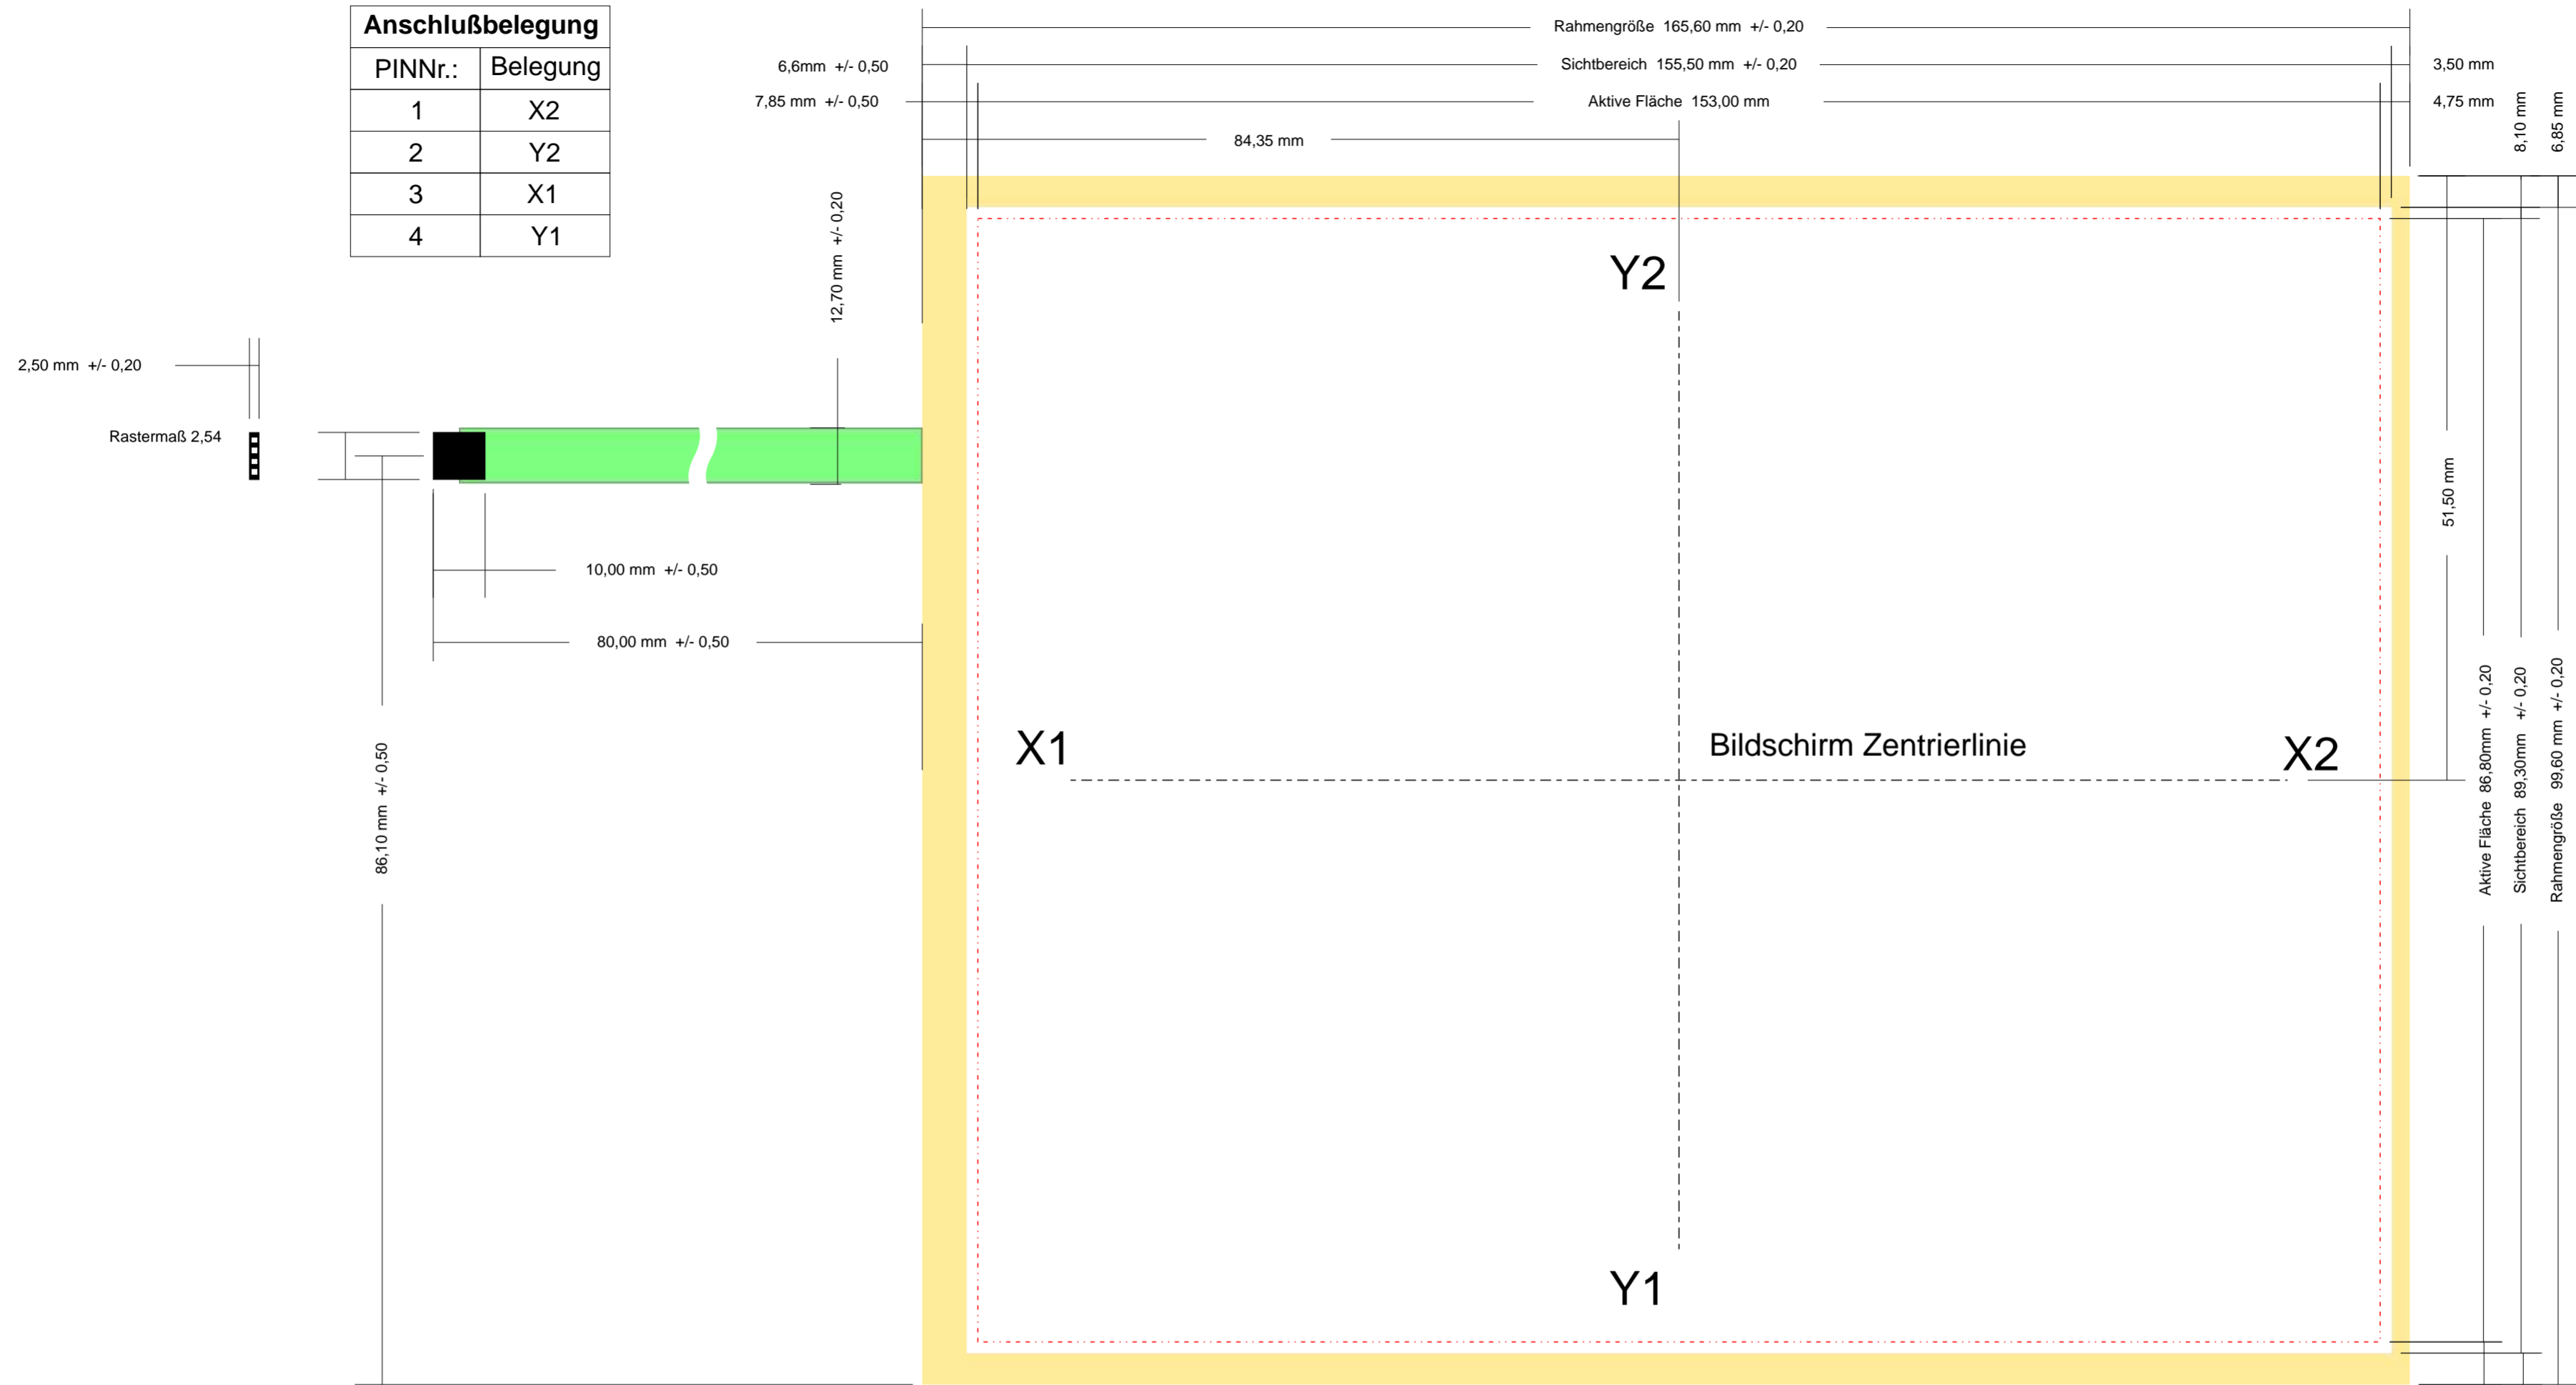 Anschlußbelegung
PINNr.: Belegung
1 X2
2 Y2
3 X1
4 Y1
Rahmengröße 165,60 mm +/- 0,20
6,6mm +/- 0,50
Sichtbereich 155,50 mm +/- 0,20
3,50 mm
7,85 mm +/- 0,50
Aktive Fläche 153,00 mm
4,75 mm
8,10 mm
6,85 mm
84,35 mm
12,70 mm +/- 0,20
Y2
2,50 mm +/- 0,20
Rastermaß 2,54
51,50 mm
10,00 mm +/- 0,50
80,00 mm +/- 0,50
X1
Bildschirm Zentrierlinie
X2
86,10 mm +/- 0,50
Aktive Fläche 86,80mm +/- 0,20
Sichtbereich 89,30mm +/- 0,20
Rahmengröße 99,60 mm +/- 0,20
Y1